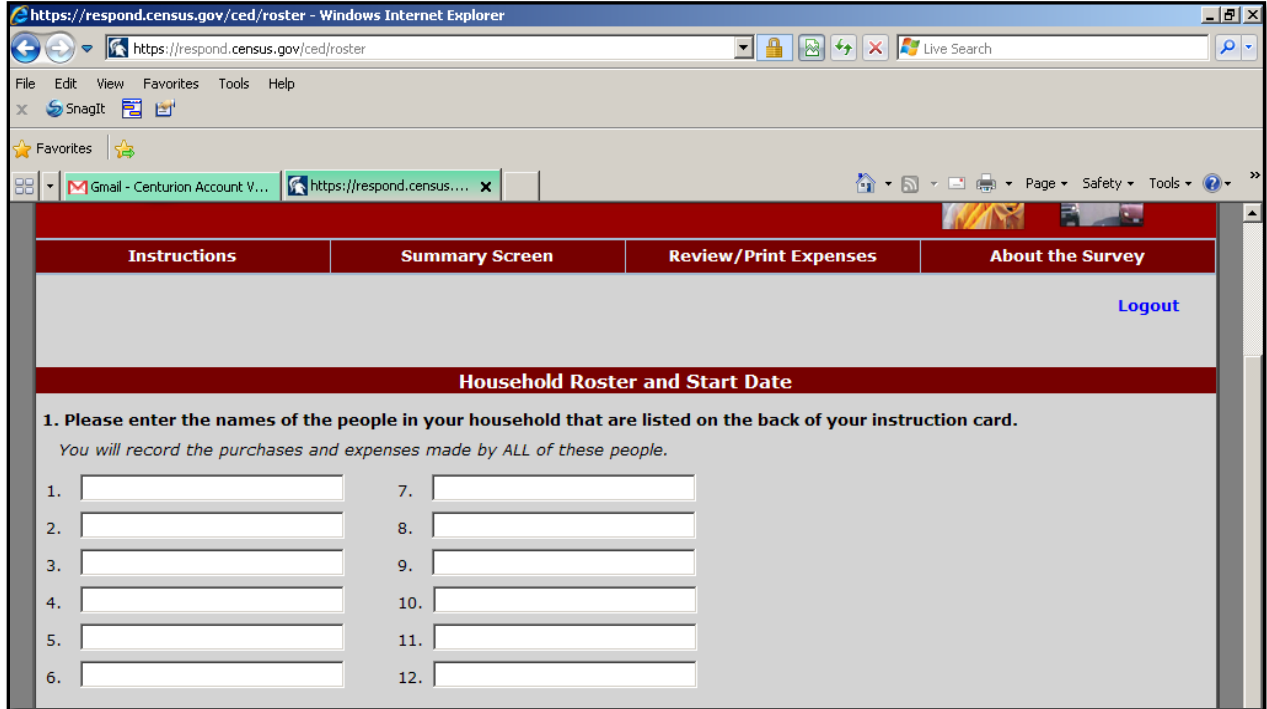 https://respond.census.gov/ced/roster - Windows Internet Explorer
https://respond.census.gov/ced/roster
Live Search
File Edit View Favorites Tools Help
x SnagIt
Favorites
Gmail - Centurion Account V... https://respond.census.... x Page Safety Tools »
Instructions Summary Screen Review/Print Expenses About the Survey
Logout
Household Roster and Start Date
1. Please enter the names of the people in your household that are listed on the back of your instruction card.
You will record the purchases and expenses made by ALL of these people.
1. 7.
2. 8.
3. 9.
4. 10.
5. 11.
6. 12.